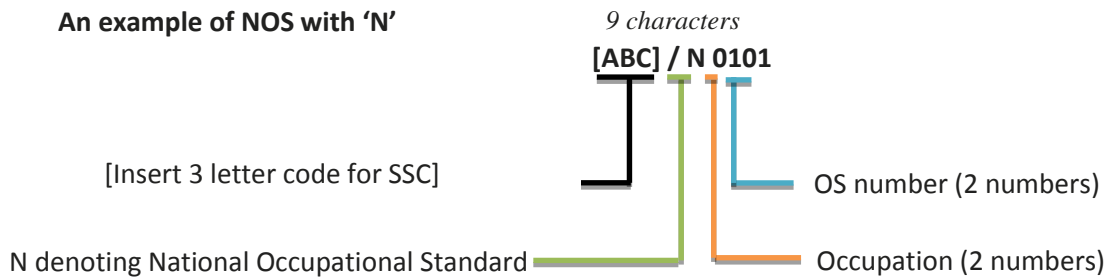 An example of NOS with ‘N’
9 characters
[ABC] / N 0101
[Insert 3 letter code for SSC]
OS number (2 numbers)
N denoting National Occupational Standard
Occupation (2 numbers)